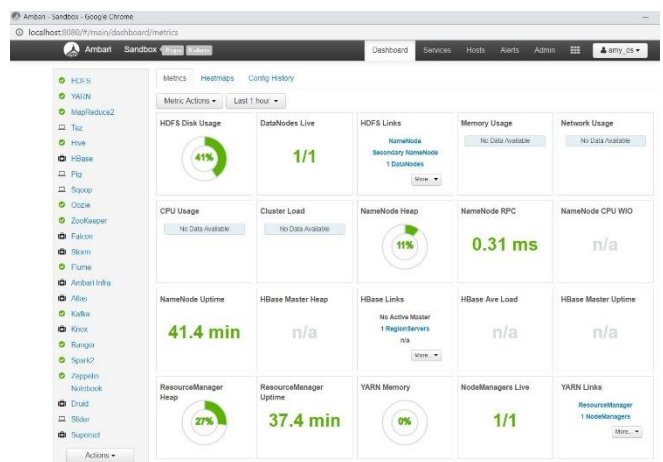 Ambari - Sandbox - Google Chrome
localhost:8080/#/main/dashboard/metrics
Ambari Sandbox
Dashboard Services Hosts Alerts Admin amy_ds
HDFS
YARN
MapReduce2
Tez
Hive
HBase
Pig
Sqoop
Oozie
ZooKeeper
Falcon
Storm
Flume
Ambari Infra
Atlas
Kafka
Knox
Ranger
Spark2
Zeppelin
Notebook
Druid
Slider
Superset
Actions
Metrics Heatmaps Config History
Metric Actions Last 1 hour
HDFS Disk Usage
41%
DataNodes Live
1/1
HDFS Links
NameNode
Secondary NameNode
1 DataNodes
More...
Memory Usage
No Data Available
Network Usage
No Data Available
CPU Usage
No Data Available
Cluster Load
No Data Available
NameNode Heap
11%
NameNode RPC
0.31 ms
NameNode CPU WIO
n/a
NameNode Uptime
41.4 min
HBase Master Heap
n/a
HBase Links
No Active Master
1 RegionServers
n/a
More...
HBase Ave Load
n/a
HBase Master Uptime
n/a
ResourceManager
Heap
27%
ResourceManager
Uptime
37.4 min
YARN Memory
0%
NodeManagers Live
1/1
YARN Links
ResourceManager
1 NodeManagers
More...